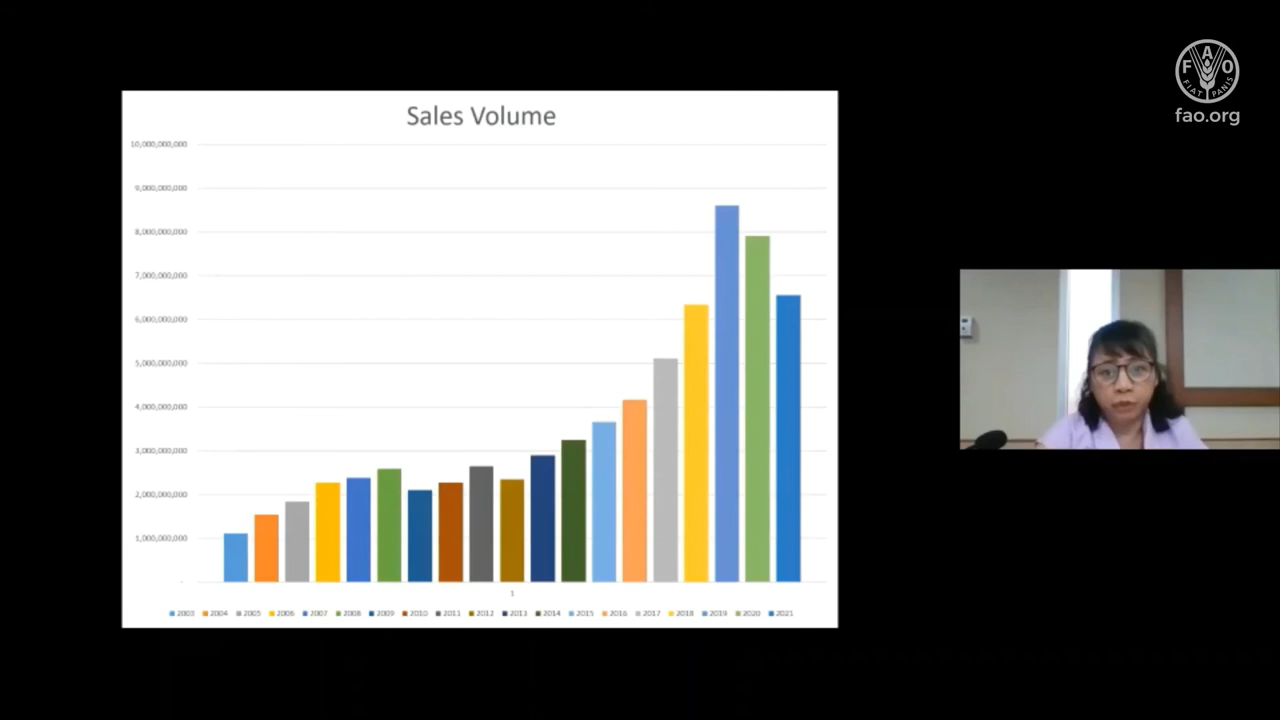 FAO
FIAT PANIS
fao.org
Sales Volume
10,000,000,000
9,000,000,000
8,000,000,000
7,000,000,000
6,000,000,000
5,000,000,000
4,000,000,000
3,000,000,000
2,000,000,000
1,000,000,000
-
1
2003 2004 2005 2006 2007 2008 2009 2010 2011 2012 2013 2014 2015 2016 2017 2018 2019 2020 2021